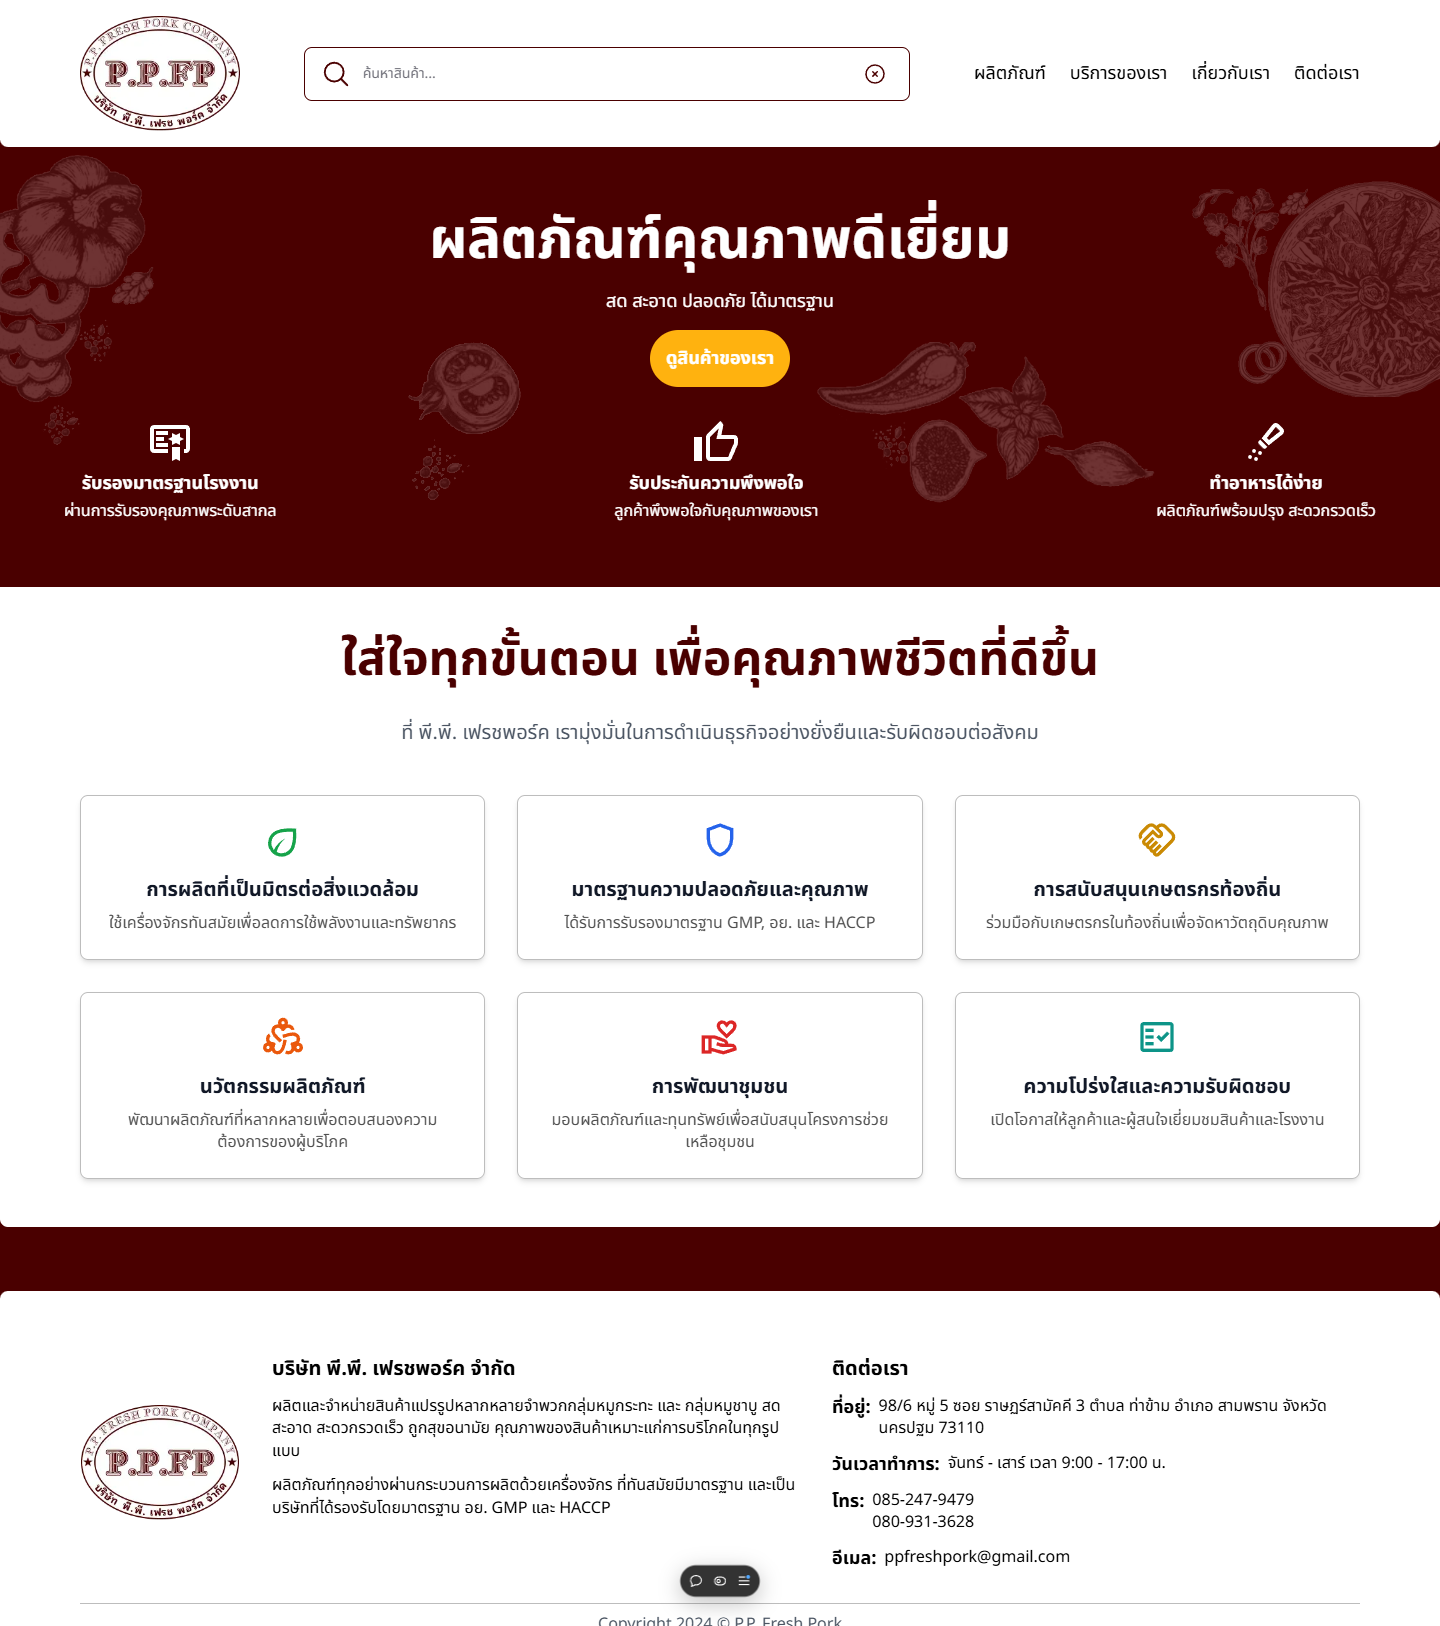 P.P. FRESH PORK COMPANY
P.P.FP
บริษัท พี.พี. เฟรช พอร์ค จำกัด
ค้นหาสินค้า...
ผลิตภัณฑ์ บริการของเรา เกี่ยวกับเรา ติดต่อเรา
ผลิตภัณฑ์คุณภาพดีเยี่ยม
สด สะอาด ปลอดภัย ได้มาตรฐาน
ดูสินค้าของเรา
รับรองมาตรฐานโรงงาน
ผ่านการรับรองคุณภาพระดับสากล
รับประกันความพึงพอใจ
ลูกค้าพึงพอใจกับคุณภาพของเรา
ทำอาหารได้ง่าย
ผลิตภัณฑ์พร้อมปรุง สะดวกรวดเร็ว
ใส่ใจทุกขั้นตอน เพื่อคุณภาพชีวิตที่ดีขึ้น
ที่ พี.พี. เฟรชพอร์ค เรามุ่งมั่นในการดำเนินธุรกิจอย่างยั่งยืนและรับผิดชอบต่อสังคม
การผลิตที่เป็นมิตรต่อสิ่งแวดล้อม
ใช้เครื่องจักรทันสมัยเพื่อลดการใช้พลังงานและทรัพยากร
มาตรฐานความปลอดภัยและคุณภาพ
ได้รับการรับรองมาตรฐาน GMP, อย. และ HACCP
การสนับสนุนเกษตรกรท้องถิ่น
ร่วมมือกับเกษตรกรในท้องถิ่นเพื่อจัดหาวัตถุดิบคุณภาพ
นวัตกรรมผลิตภัณฑ์
พัฒนาผลิตภัณฑ์ที่หลากหลายเพื่อตอบสนองความ
ต้องการของผู้บริโภค
การพัฒนาชุมชน
มอบผลิตภัณฑ์และทุนทรัพย์เพื่อสนับสนุนโครงการช่วย
เหลือชุมชน
ความโปร่งใสและความรับผิดชอบ
เปิดโอกาสให้ลูกค้าและผู้สนใจเยี่ยมชมสินค้าและโรงงาน
P.P. FRESH PORK COMPANY
P.P.FP
บริษัท พี.พี. เฟรช พอร์ค จำกัด
บริษัท พี.พี. เฟรชพอร์ค จำกัด
ผลิตและจำหน่ายสินค้าแปรรูปหลากหลายจำพวกกลุ่มหมูกระทะ และ กลุ่มหมูชาบู สด
สะอาด สะดวกรวดเร็ว ถูกสุขอนามัย คุณภาพของสินค้าเหมาะแก่การบริโภคในทุกรูป
แบบ
ผลิตภัณฑ์ทุกอย่างผ่านกระบวนการผลิตด้วยเครื่องจักร ที่ทันสมัยมีมาตรฐาน และเป็น
บริษัทที่ได้รองรับโดยมาตรฐาน อย. GMP และ HACCP
ติดต่อเรา
ที่อยู่: 98/6 หมู่ 5 ซอย ราษฎร์สามัคคี 3 ตำบล ท่าข้าม อำเภอ สามพราน จังหวัด
นครปฐม 73110
วันเวลาทำการ: จันทร์ - เสาร์ เวลา 9:00 - 17:00 น.
โทร: 085-247-9479
080-931-3628
อีเมล: ppfreshpork@gmail.com
Copyright 2024 © P.P. Fresh Pork